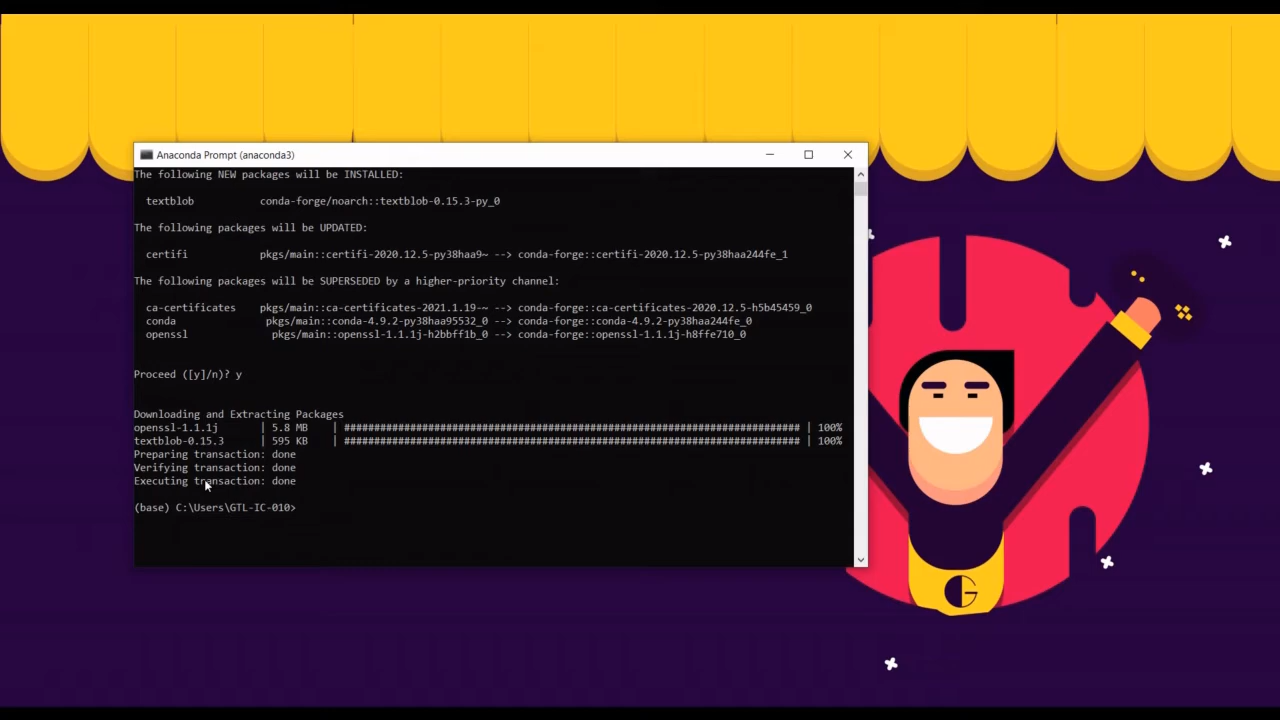 Anaconda Prompt (anaconda3)
The following NEW packages will be INSTALLED:
textblob conda-forge/noarch::textblob-0.15.3-py_0
The following packages will be UPDATED:
certifi pkgs/main::certifi-2020.12.5-py38haa9~ --> conda-forge::certifi-2020.12.5-py38haa244fe_1
The following packages will be SUPERSEDED by a higher-priority channel:
ca-certificates pkgs/main::ca-certificates-2021.1.19-~ --> conda-forge::ca-certificates-2020.12.5-h5b45459_0
conda pkgs/main::conda-4.9.2-py38haa95532_0 --> conda-forge::conda-4.9.2-py38haa244fe_0
openssl pkgs/main::openssl-1.1.1j-h2bbff1b_0 --> conda-forge::openssl-1.1.1j-h8ffe710_0
Proceed ([y]/n)? y
Downloading and Extracting Packages
openssl-1.1.1j | 5.8 MB | ############################################################################ | 100%
textblob-0.15.3 | 595 KB | ############################################################################ | 100%
Preparing transaction: done
Verifying transaction: done
Executing transaction: done
(base) C:\Users\GTL-IC-010>
G